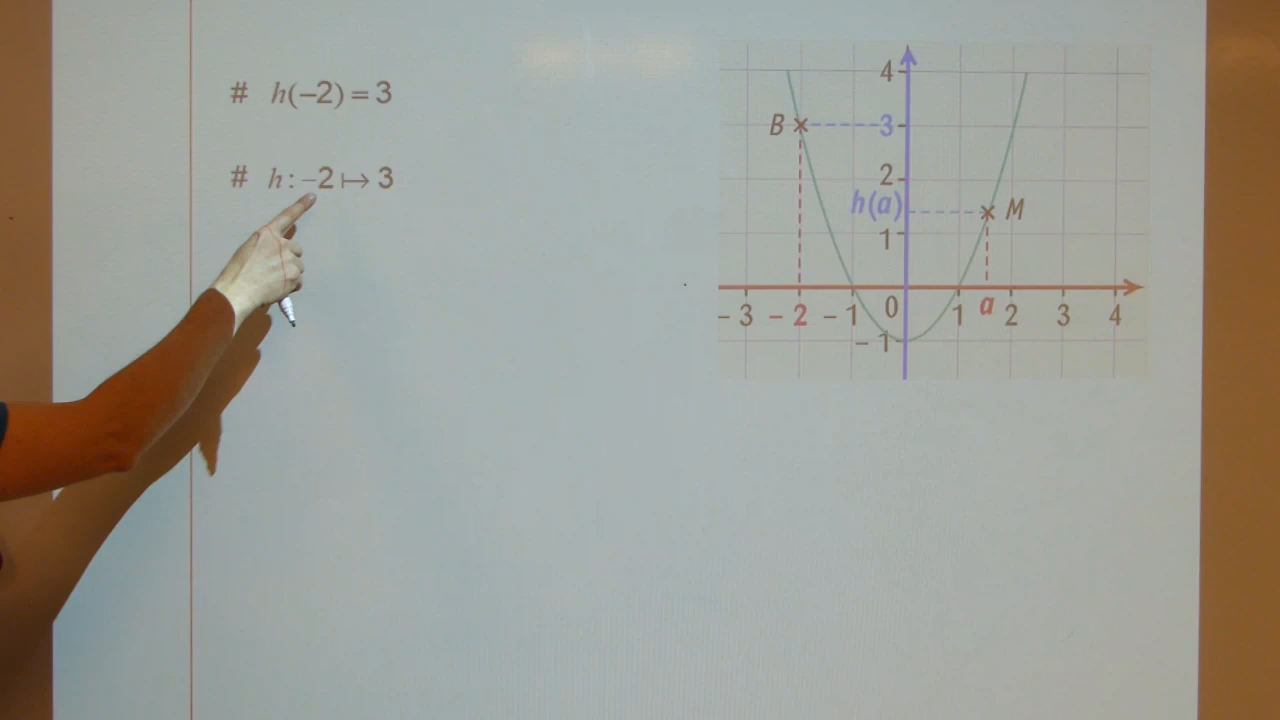 # h(−2) = 3
# h : −2 ↦ 3
4
B
3
2
h(a)
M
1
− 3 − 2 − 1 0 1 a 2 3 4
− 1